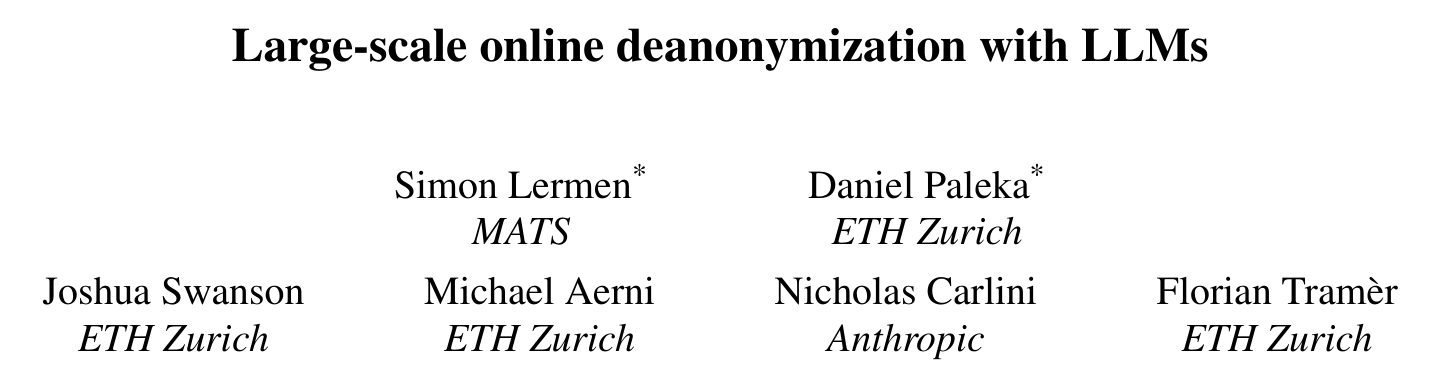 Large-scale online deanonymization with LLMs
Simon Lermen* Daniel Paleka*
MATS ETH Zurich
Joshua Swanson Michael Aerni Nicholas Carlini Florian Tramèr
ETH Zurich ETH Zurich Anthropic ETH Zurich